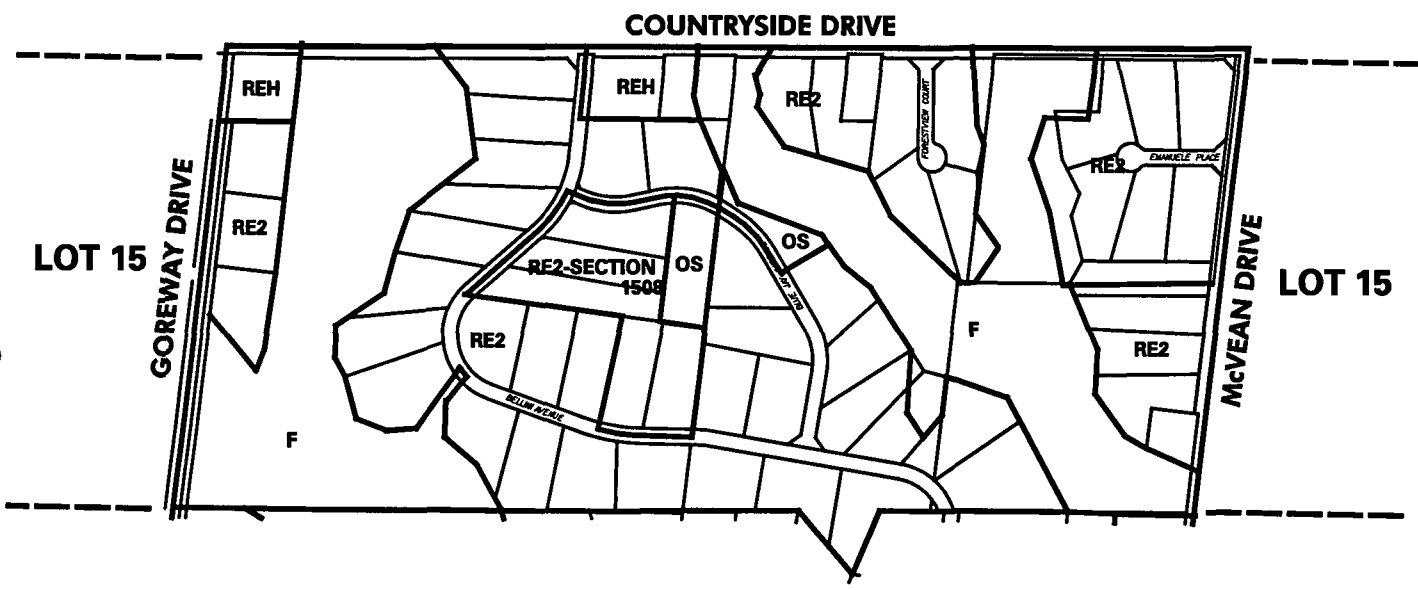 COUNTRYSIDE DRIVE
REH
REH
RE2
FORESTVIEW COURT
EMANUELE PLACE
RE2
GOREWAY DRIVE
LOT 15
RE2
RE2-SECTION
1508
OS
OS
McVEAN DRIVE
LOT 15
F
RE2
RE2
BELLINI AVENUE
F